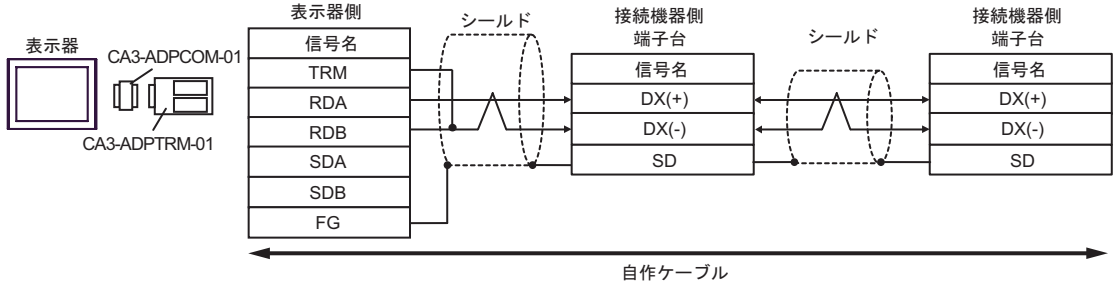 表示器
CA3-ADPCOM-01
CA3-ADPTRM-01
表示器側
信号名
TRM
RDA
RDB
SDA
SDB
FG
シールド
接続機器側
端子台
信号名
DX(+)
DX(-)
SD
シールド
接続機器側
端子台
信号名
DX(+)
DX(-)
SD
自作ケーブル